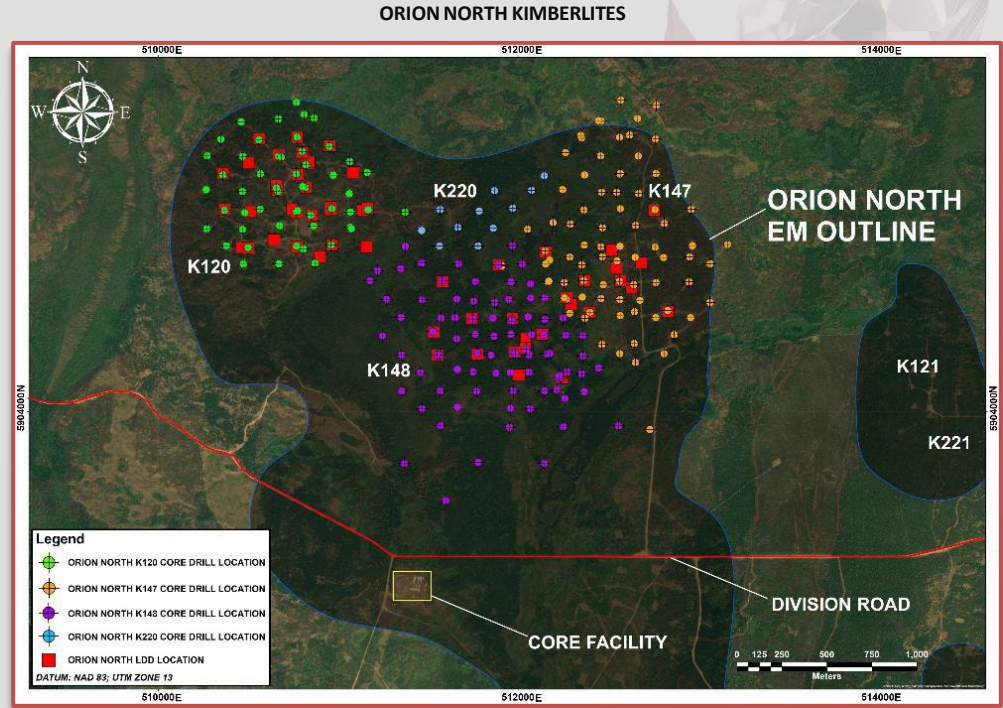 ORION NORTH KIMBERLITES
510000E
512000E
514000E
N
W
E
S
K220
K147
ORION NORTH
EM OUTLINE
K120
K148
K121
K221
5904000N
5904000N
Legend
ORION NORTH K120 CORE DRILL LOCATION
ORION NORTH K147 CORE DRILL LOCATION
ORION NORTH K148 CORE DRILL LOCATION
ORION NORTH K220 CORE DRILL LOCATION
ORION NORTH LDD LOCATION
DATUM: NAD 83; UTM ZONE 13
DIVISION ROAD
CORE FACILITY
0 125 250 500 750 1,000
Meters
510000E
512000E
514000E